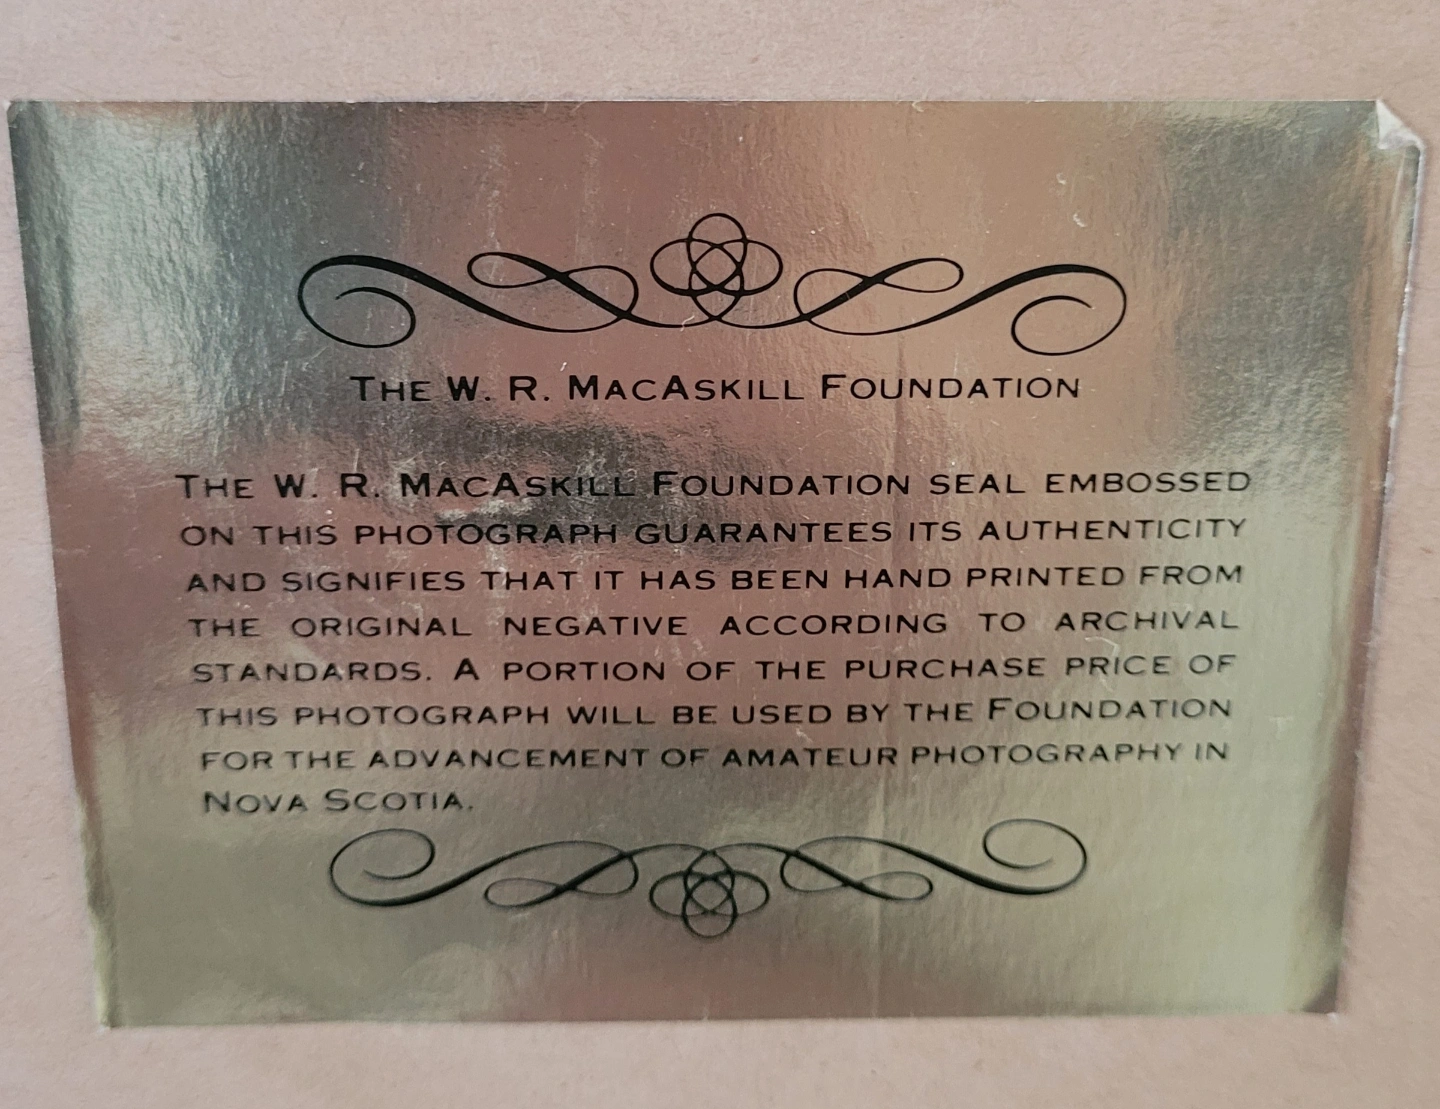 The W. R. MacAskill Foundation
The W. R. MacAskill Foundation seal embossed
on this photograph guarantees its authenticity
and signifies that it has been hand printed from
the original negative according to archival
standards. A portion of the purchase price of
this photograph will be used by the Foundation
for the advancement of amateur photography in
Nova Scotia.